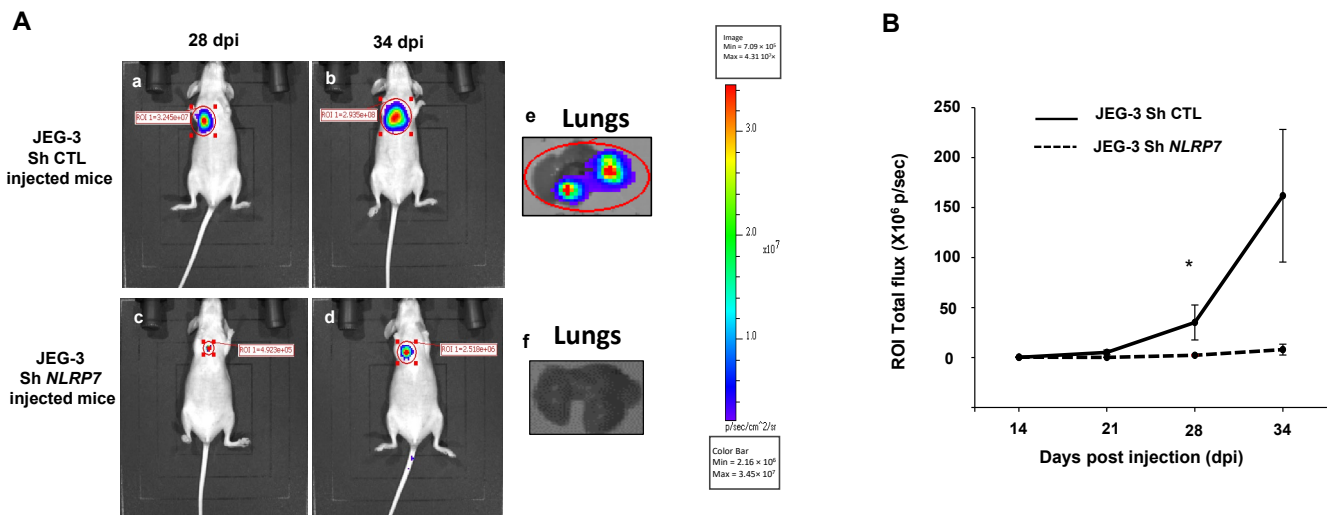 A
28 dpi
34 dpi
JEG-3
Sh CTL
injected mice
a
ROI 1=3.245e+07
b
ROI 1=2.935e+08
e
Lungs
JEG-3
Sh NLRP7
injected mice
c
ROI 1=4.923e+05
d
ROI 1=2.518e+06
f
Lungs
Image
Min = 7.09 × 10⁵
Max = 4.31 10⁷×
3.0
2.0
x10⁷
1.0
p/sec/cm^2/sr
Color Bar
Min = 2.16 × 10⁶
Max = 3.45× 10⁷
B
JEG-3 Sh CTL
JEG-3 Sh NLRP7
ROI Total flux (X10⁶ p/sec)
250
200
150
100
50
0
*
14
21
28
34
Days post injection (dpi)